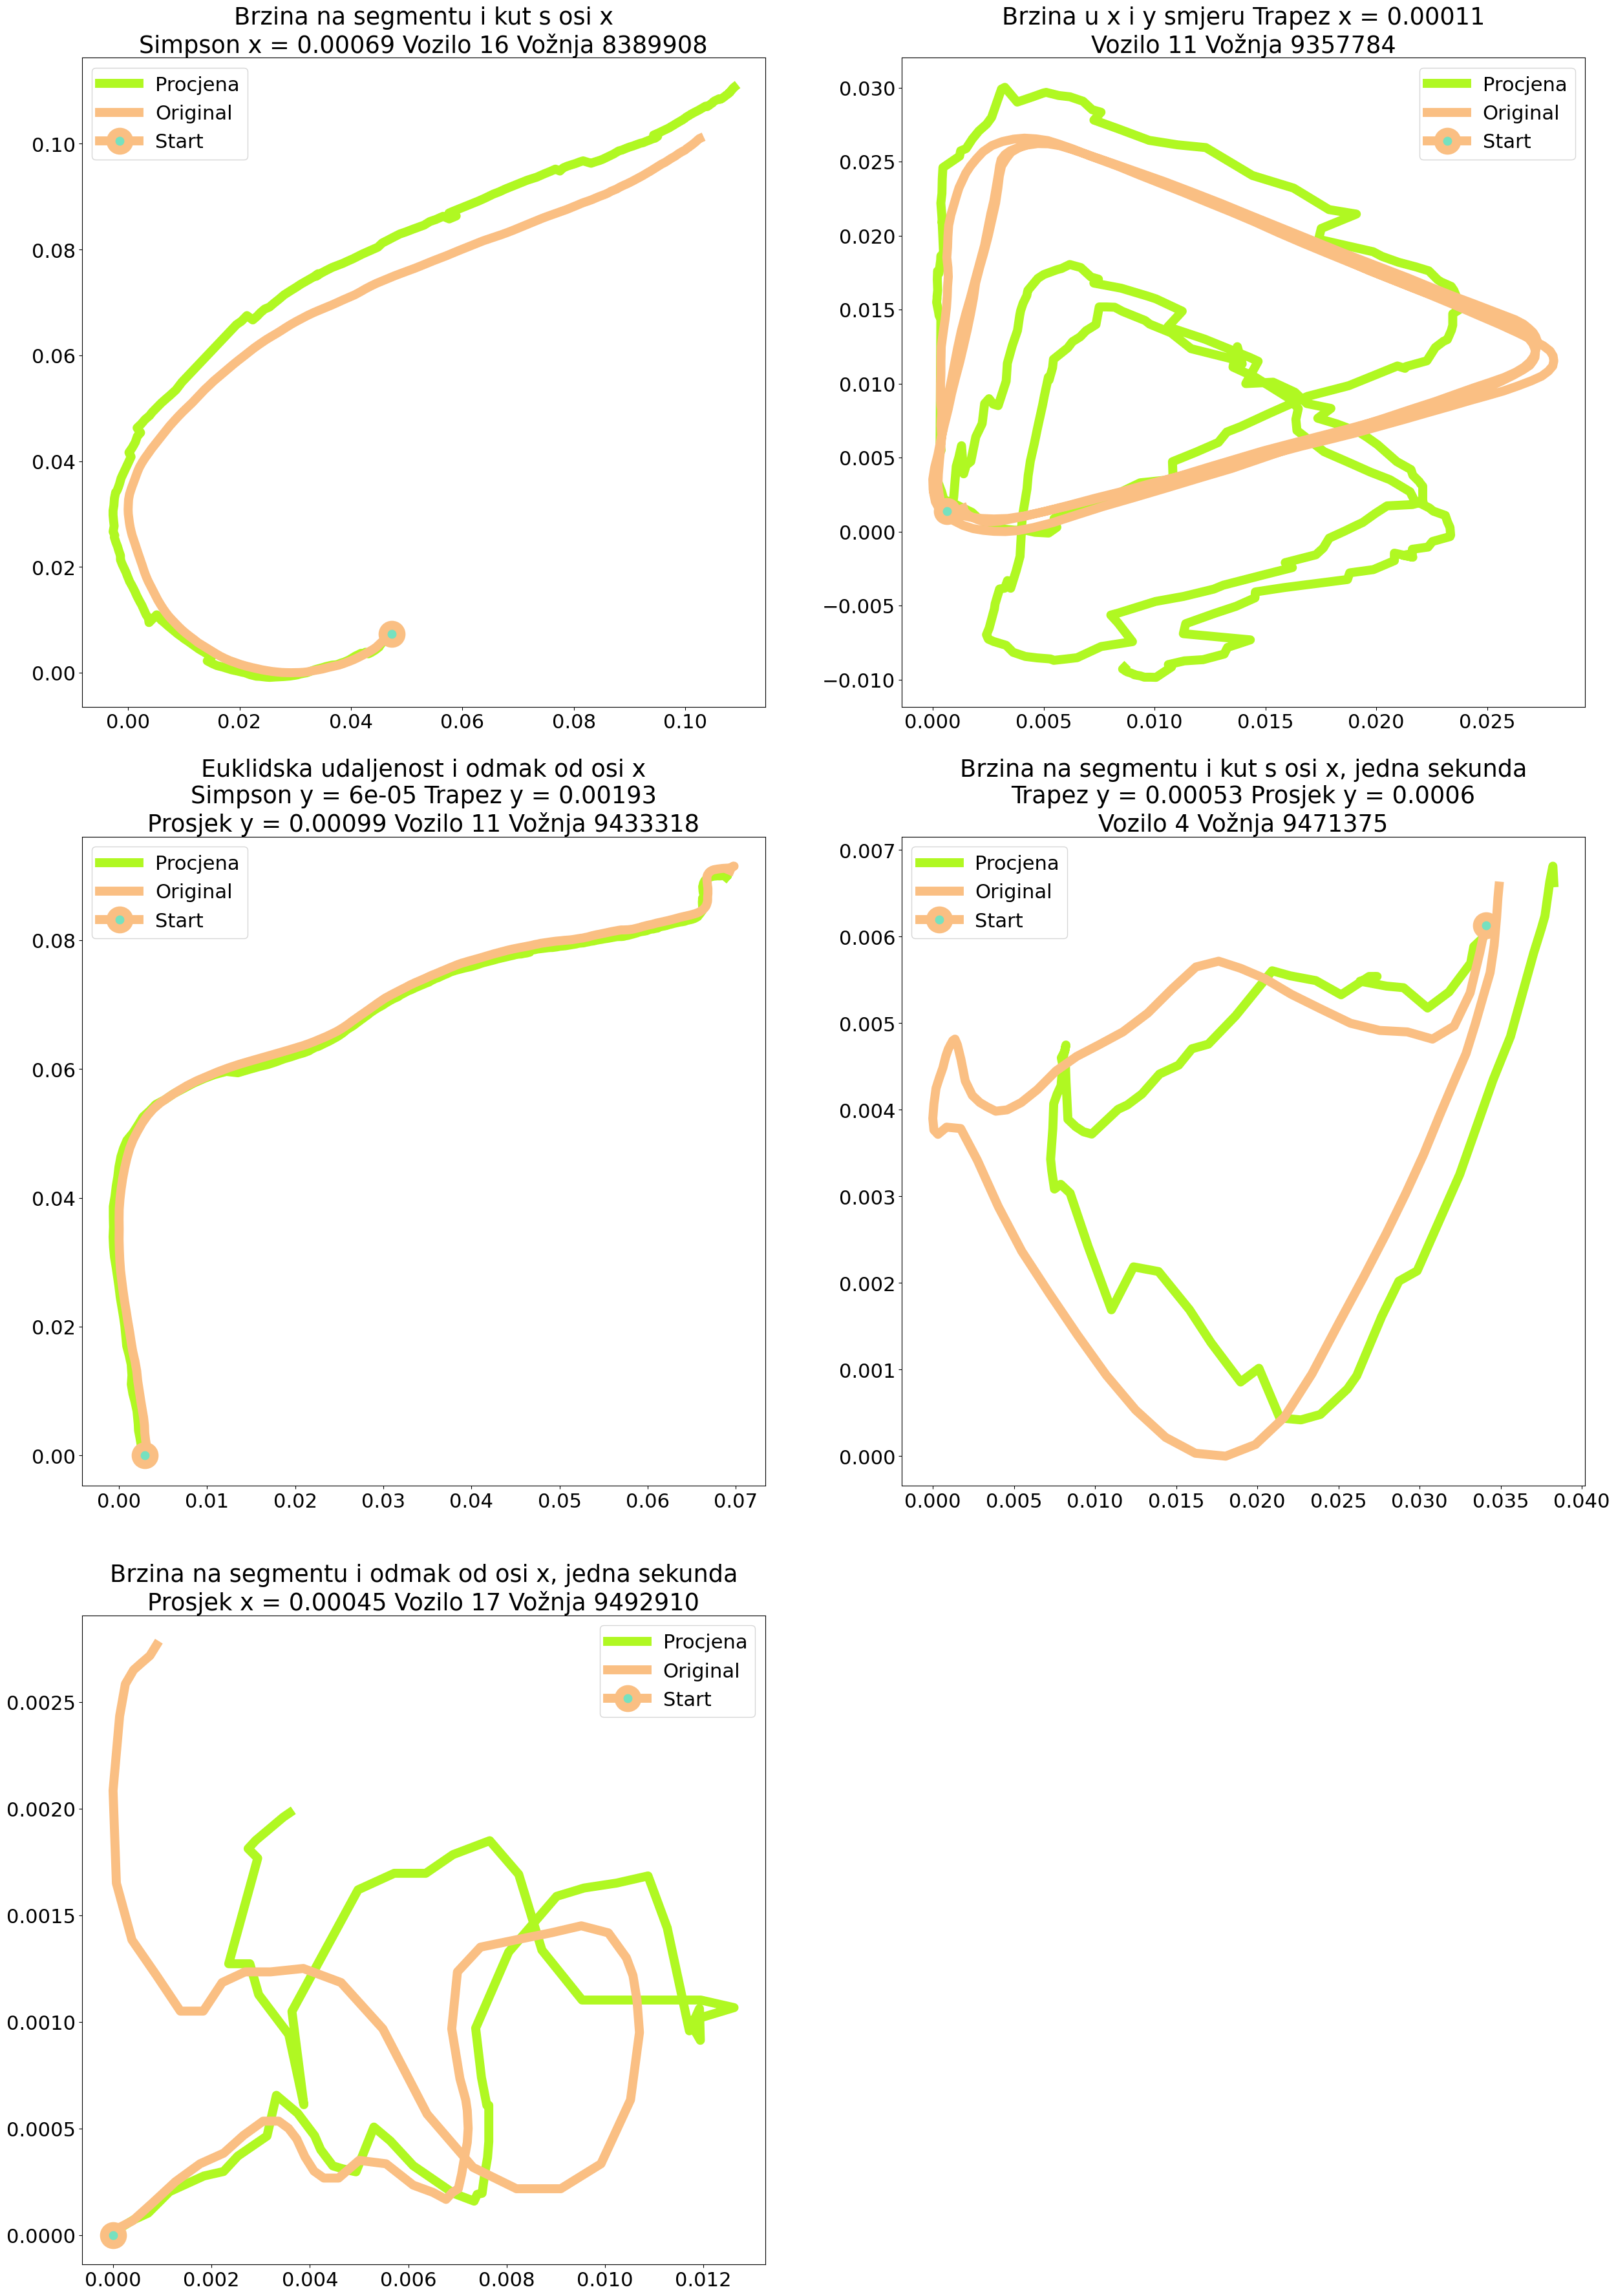 Brzina na segmentu i kut s osi x
Simpson x = 0.00069 Vozilo 16 Vožnja 8389908
Procjena
Original
Start
0.10
0.08
0.06
0.04
0.02
0.00
0.00 0.02 0.04 0.06 0.08 0.10
Brzina u x i y smjeru Trapez x = 0.00011
Vozilo 11 Vožnja 9357784
Procjena
Original
Start
0.030
0.025
0.020
0.015
0.010
0.005
0.000
−0.005
−0.010
0.000 0.005 0.010 0.015 0.020 0.025
Euklidska udaljenost i odmak od osi x
Simpson y = 6e-05 Trapez y = 0.00193
Prosjek y = 0.00099 Vozilo 11 Vožnja 9433318
Procjena
Original
Start
0.08
0.06
0.04
0.02
0.00
0.00 0.01 0.02 0.03 0.04 0.05 0.06 0.07
Brzina na segmentu i kut s osi x, jedna sekunda
Trapez y = 0.00053 Prosjek y = 0.0006
Vozilo 4 Vožnja 9471375
Procjena
Original
Start
0.007
0.006
0.005
0.004
0.003
0.002
0.001
0.000
0.000 0.005 0.010 0.015 0.020 0.025 0.030 0.035 0.040
Brzina na segmentu i odmak od osi x, jedna sekunda
Prosjek x = 0.00045 Vozilo 17 Vožnja 9492910
Procjena
Original
Start
0.0025
0.0020
0.0015
0.0010
0.0005
0.0000
0.000 0.002 0.004 0.006 0.008 0.010 0.012